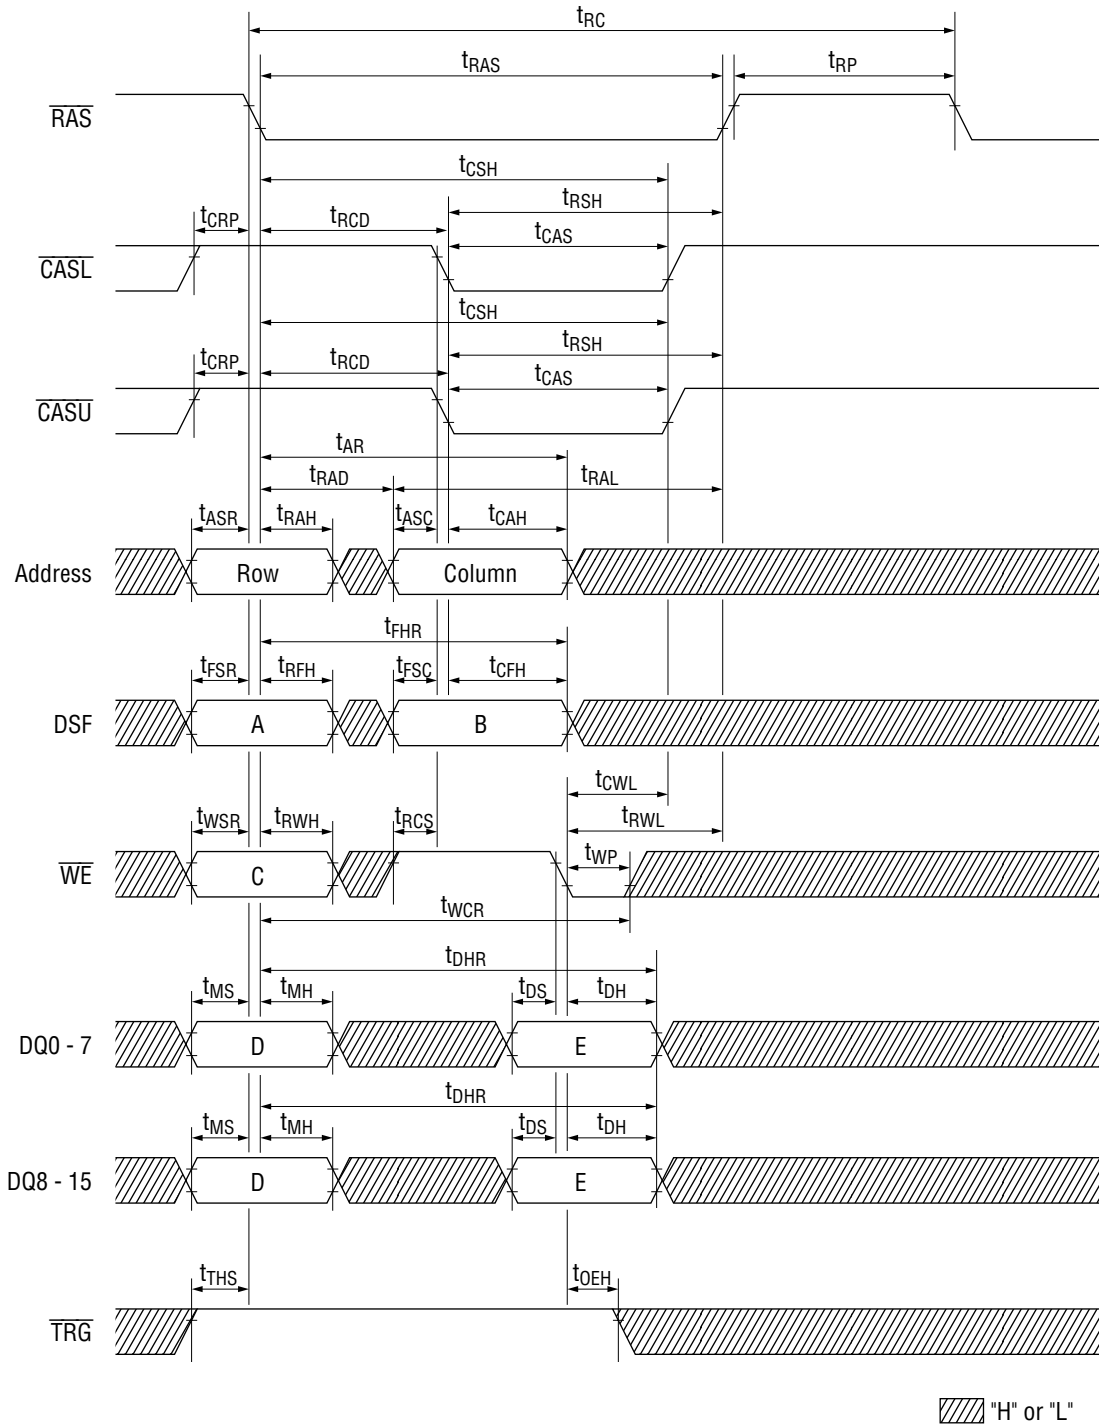 tRC
tRAS tRP
RAS
tCSH
tRSH
tCRP tRCD tCAS
CASL
tCSH
tRSH
tCRP tRCD tCAS
CASU
tAR
tRAD tRAL
tASR tRAH tASC tCAH
Address Row Column
tFHR
tFSR tRFH tFSC tCFH
DSF A B
tCWL
tWSR tRWH tRCS tRWL
tWP
WE C
tWCR
tDHR
tMS tMH tDS tDH
DQ0 - 7 D E
tDHR
tMS tMH tDS tDH
DQ8 - 15 D E
tTHS tOEH
TRG
"H" or "L"